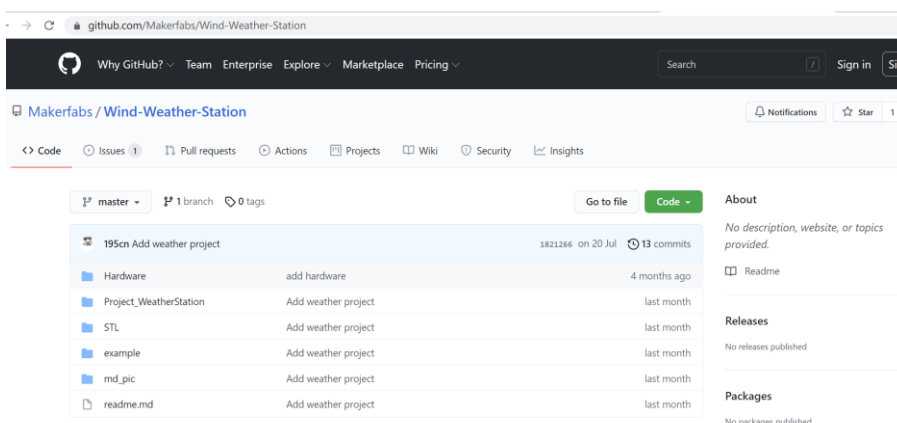 github.com/Makerfabs/Wind-Weather-Station
Why GitHub? Team Enterprise Explore Marketplace Pricing Search / Sign in Si
Makerfabs / Wind-Weather-Station Notifications Star 1
<> Code Issues 1 Pull requests Actions Projects Wiki Security Insights
master 1 branch 0 tags Go to file Code
About
No description, website, or topics
provided.
Readme
195cn Add weather project 1821266 on 20 Jul 13 commits
Hardware add hardware 4 months ago
Project_WeatherStation Add weather project last month
STL Add weather project last month
example Add weather project last month
md_pic Add weather project last month
readme.md Add weather project last month
Releases
No releases published
Packages
No packages published